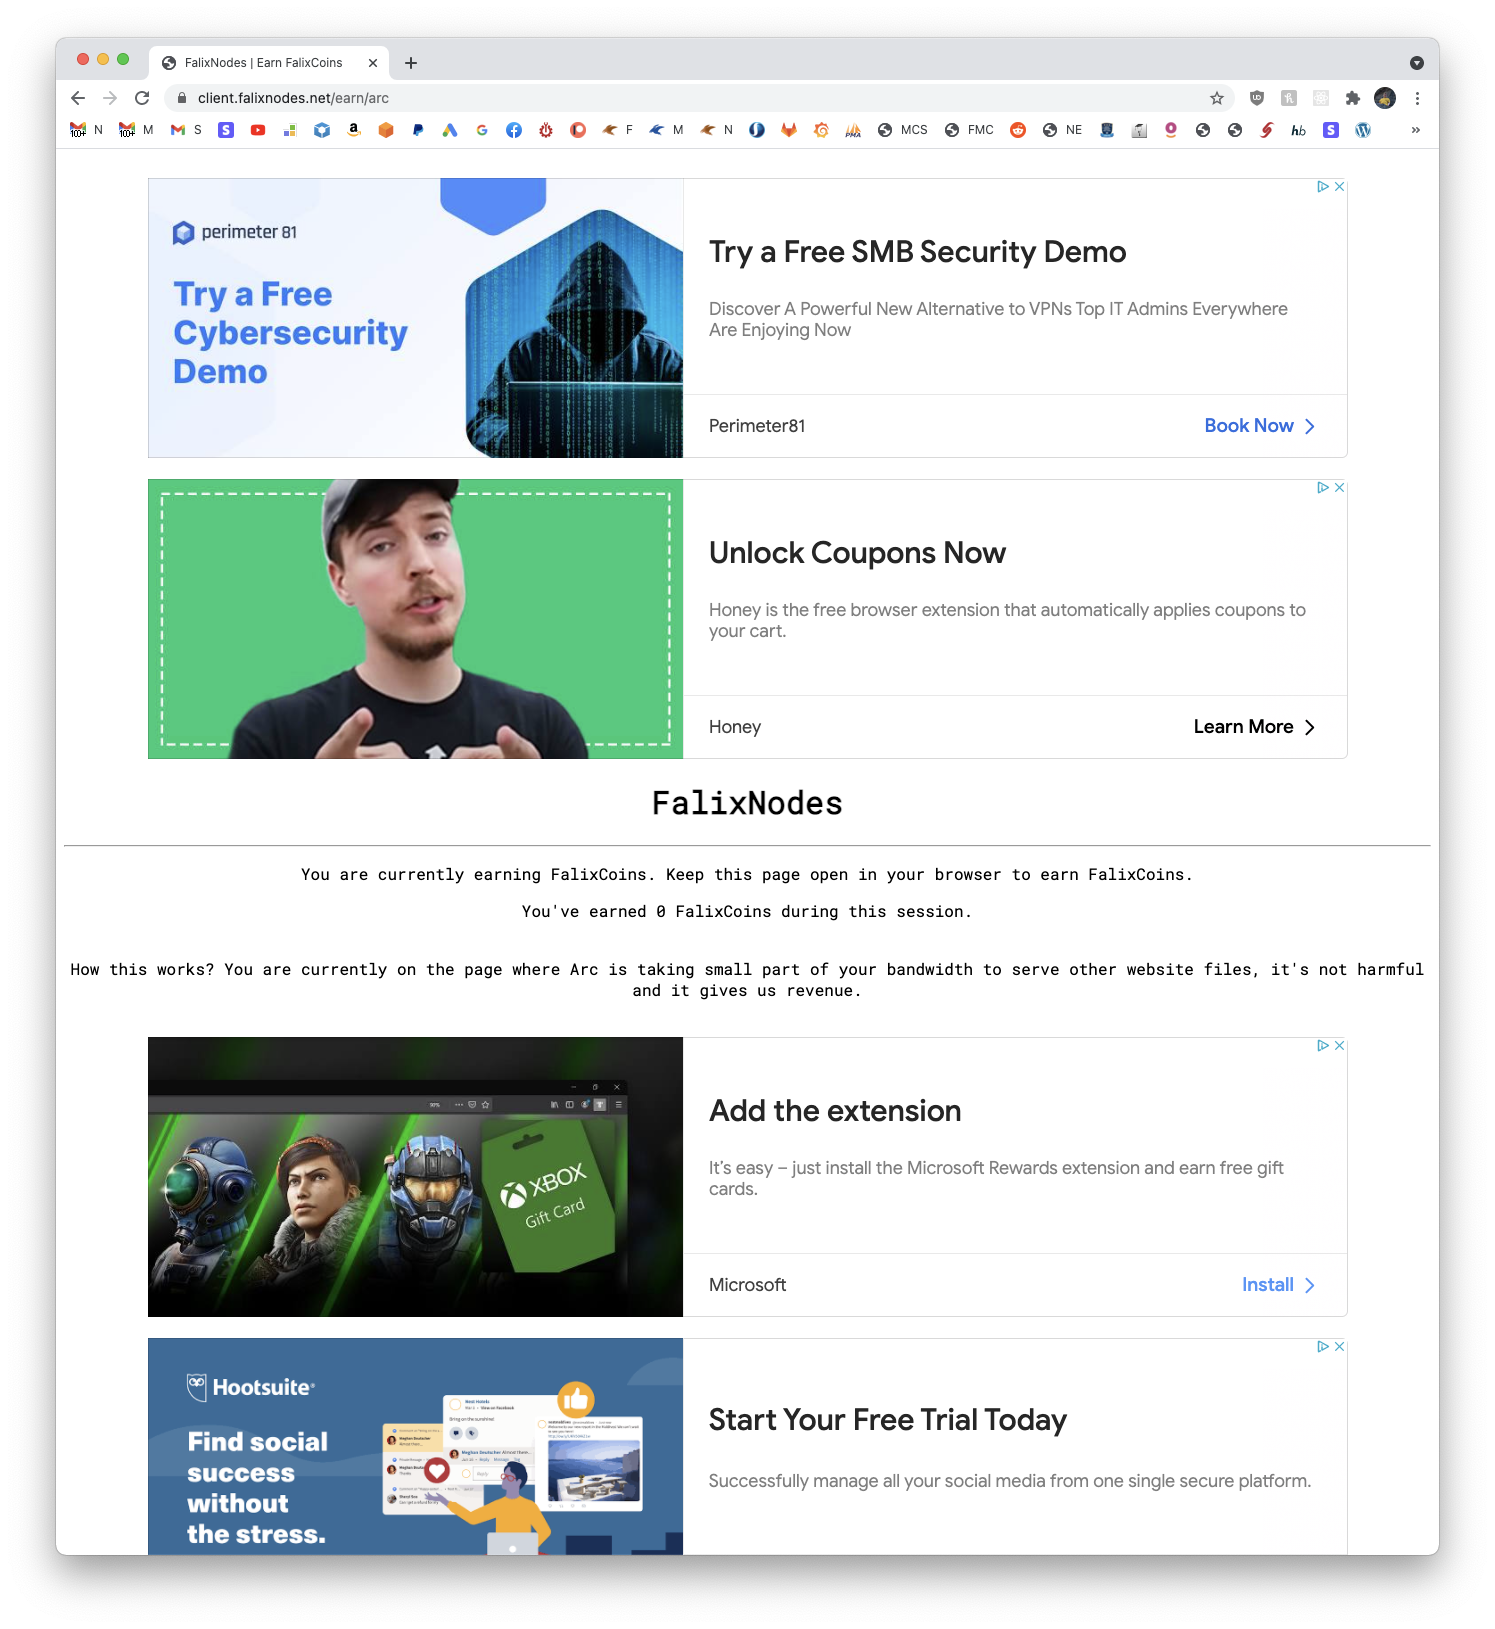 FalixNodes | Earn FalixCoins
client.falixnodes.net/earn/arc
N M S F M N MCS FMC NE hb
perimeter 81
Try a Free
Cybersecurity
Demo
Try a Free SMB Security Demo
Discover A Powerful New Alternative to VPNs Top IT Admins Everywhere
Are Enjoying Now
Perimeter81
Book Now
Unlock Coupons Now
Honey is the free browser extension that automatically applies coupons to
your cart.
Honey
Learn More
FalixNodes
You are currently earning FalixCoins. Keep this page open in your browser to earn FalixCoins.
You've earned 0 FalixCoins during this session.
How this works? You are currently on the page where Arc is taking small part of your bandwidth to serve other website files, it's not harmful
and it gives us revenue.
XBOX
Gift Card
Add the extension
It's easy – just install the Microsoft Rewards extension and earn free gift
cards.
Microsoft
Install
Hootsuite®
Find social
success
without
the stress.
Start Your Free Trial Today
Successfully manage all your social media from one single secure platform.